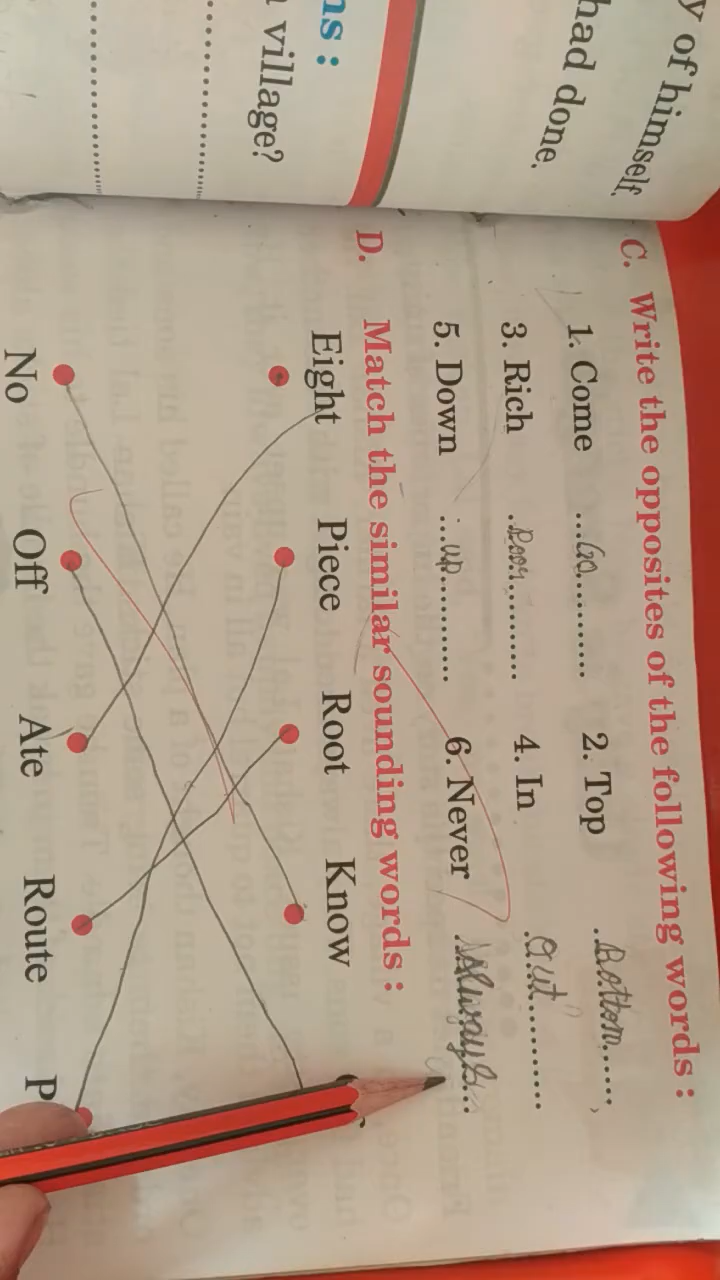 y of himself.
had done.
ns :
village?
C. Write the opposites of the following words :
1. Come ...Go........... 2. Top .Bottom......
3. Rich .Poor........... 4. In .Out...........
5. Down ...up........... 6. Never .Always...
D. Match the similar sounding words :
Eight Piece Root Know
No Off Ate Route P